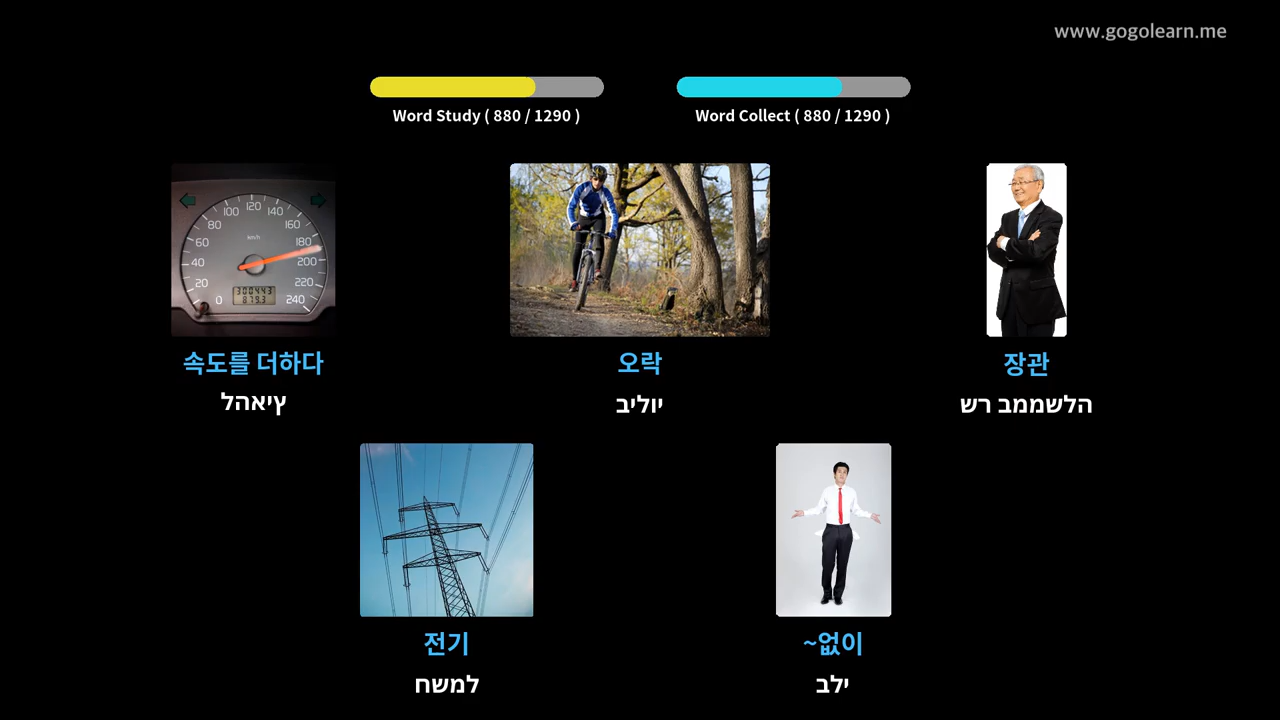 www.gogolearn.me
Word Study ( 880 / 1290 )
Word Collect ( 880 / 1290 )
속도를 더하다
להאיץ
오락
בילוי
장관
שר בממשלה
전기
חשמל
~없이
בלי